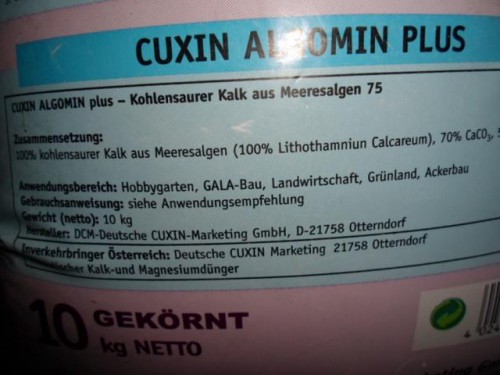 CUXIN ALGOMIN PLUS
CUXIN ALGOMIN plus – Kohlensaurer Kalk aus Meeresalgen 75
Zusammensetzung:
100% kohlensaurer Kalk aus Meeresalgen (100% Lithothamniun Calcareum), 70% CaCO₃,
Anwendungsbereich: Hobbygarten, GALA-Bau, Landwirtschaft, Grünland, Ackerbau
Gebrauchsanweisung: siehe Anwendungsempfehlung
Gewicht (netto): 10 kg
Hersteller: DCM-Deutsche CUXIN-Marketing GmbH, D-21758 Otterndorf
Inverkehrbringer Österreich: Deutsche CUXIN Marketing 21758 Otterndorf
Kalk-und Magnesiumdünger
10 GEKÖRNT
kg NETTO